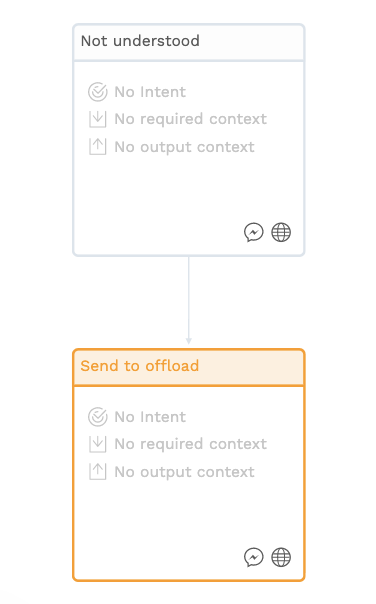 Not understood
No Intent
No required context
No output context
Send to offload
No Intent
No required context
No output context